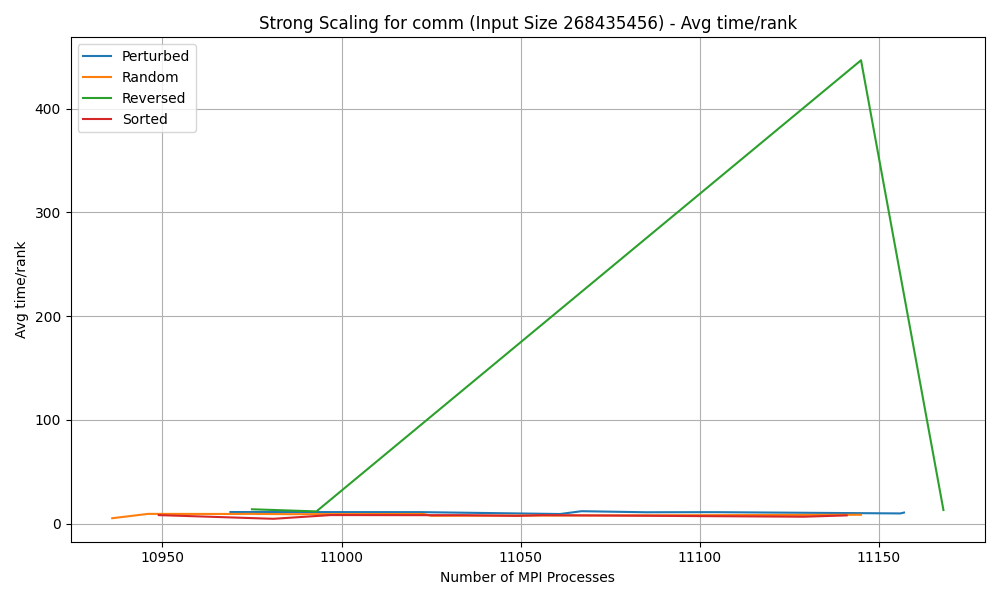 Strong Scaling for comm (Input Size 268435456) - Avg time/rank
Perturbed
Random
Reversed
Sorted
Avg time/rank
400
300
200
100
0
10950
11000
11050
11100
11150
Number of MPI Processes